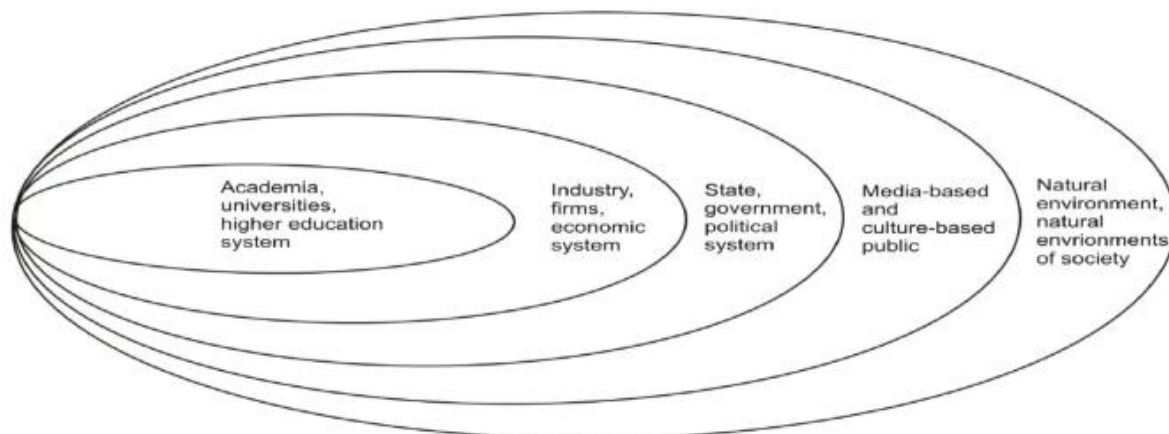 Academia,
universities,
higher education
system
Industry,
firms,
economic
system
State,
government,
political
system
Media-based
and
culture-based
public
Natural
environment,
natural
envrionments
of society